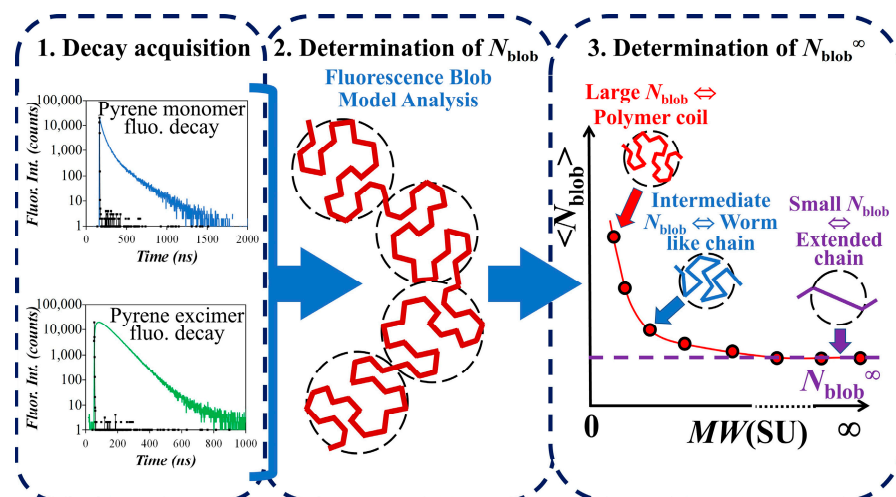 1. Decay acquisition
Fluor. Int. (counts)
100,000
10,000
1,000
100
10
1
Pyrene monomer
fluo. decay
0
500
1000
1500
2000
Time (ns)
Fluor. Int. (counts)
100,000
10,000
1,000
100
10
1
Pyrene excimer
fluo. decay
0
200
400
600
800
1000
Time (ns)
2. Determination of Nblob
Fluorescence Blob
Model Analysis
3. Determination of Nblob∞
Large Nblob ⇔
Polymer coil
Intermediate
Nblob ⇔ Worm
like chain
Small Nblob
⇔
Extended
chain
<Nblob>
Nblob∞
0
MW(SU)
∞